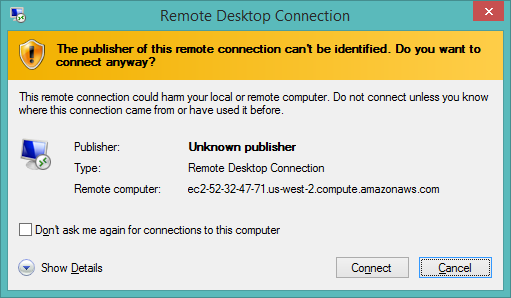 Remote Desktop Connection
The publisher of this remote connection can't be identified. Do you want to
connect anyway?
This remote connection could harm your local or remote computer. Do not connect unless you know
where this connection came from or have used it before.
Publisher: Unknown publisher
Type: Remote Desktop Connection
Remote computer: ec2-52-32-47-71.us-west-2.compute.amazonaws.com
Don't ask me again for connections to this computer
Show Details Connect Cancel